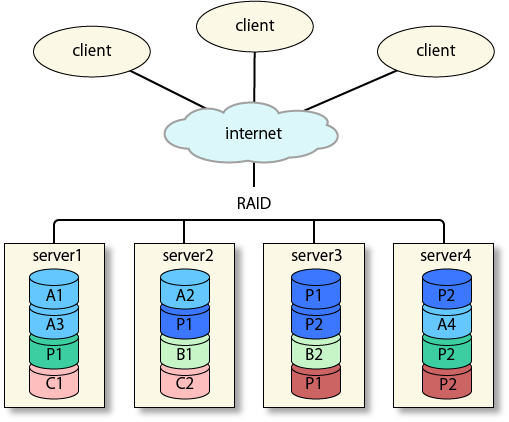 client
client
client
internet
RAID
server1
server2
server3
server4
A1
A2
P1
P2
A3
P1
P2
A4
P1
B1
B2
P2
C1
C2
P1
P2